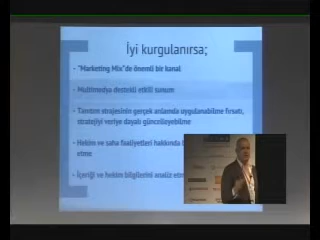 İyi kurgulanırsa;
- "Marketing Mix"de önemli bir kanal
- Multimedya destekli etkili sunum
- Tanıtım stratejisinin gerçek anlamda uygulanabilme fırsatı,
stratejiyi veriye dayalı güncelleyebilme
- Hekim ve saha faaliyetleri hakkında
etme
- İçeriği ve hekim bilgilerini analiz